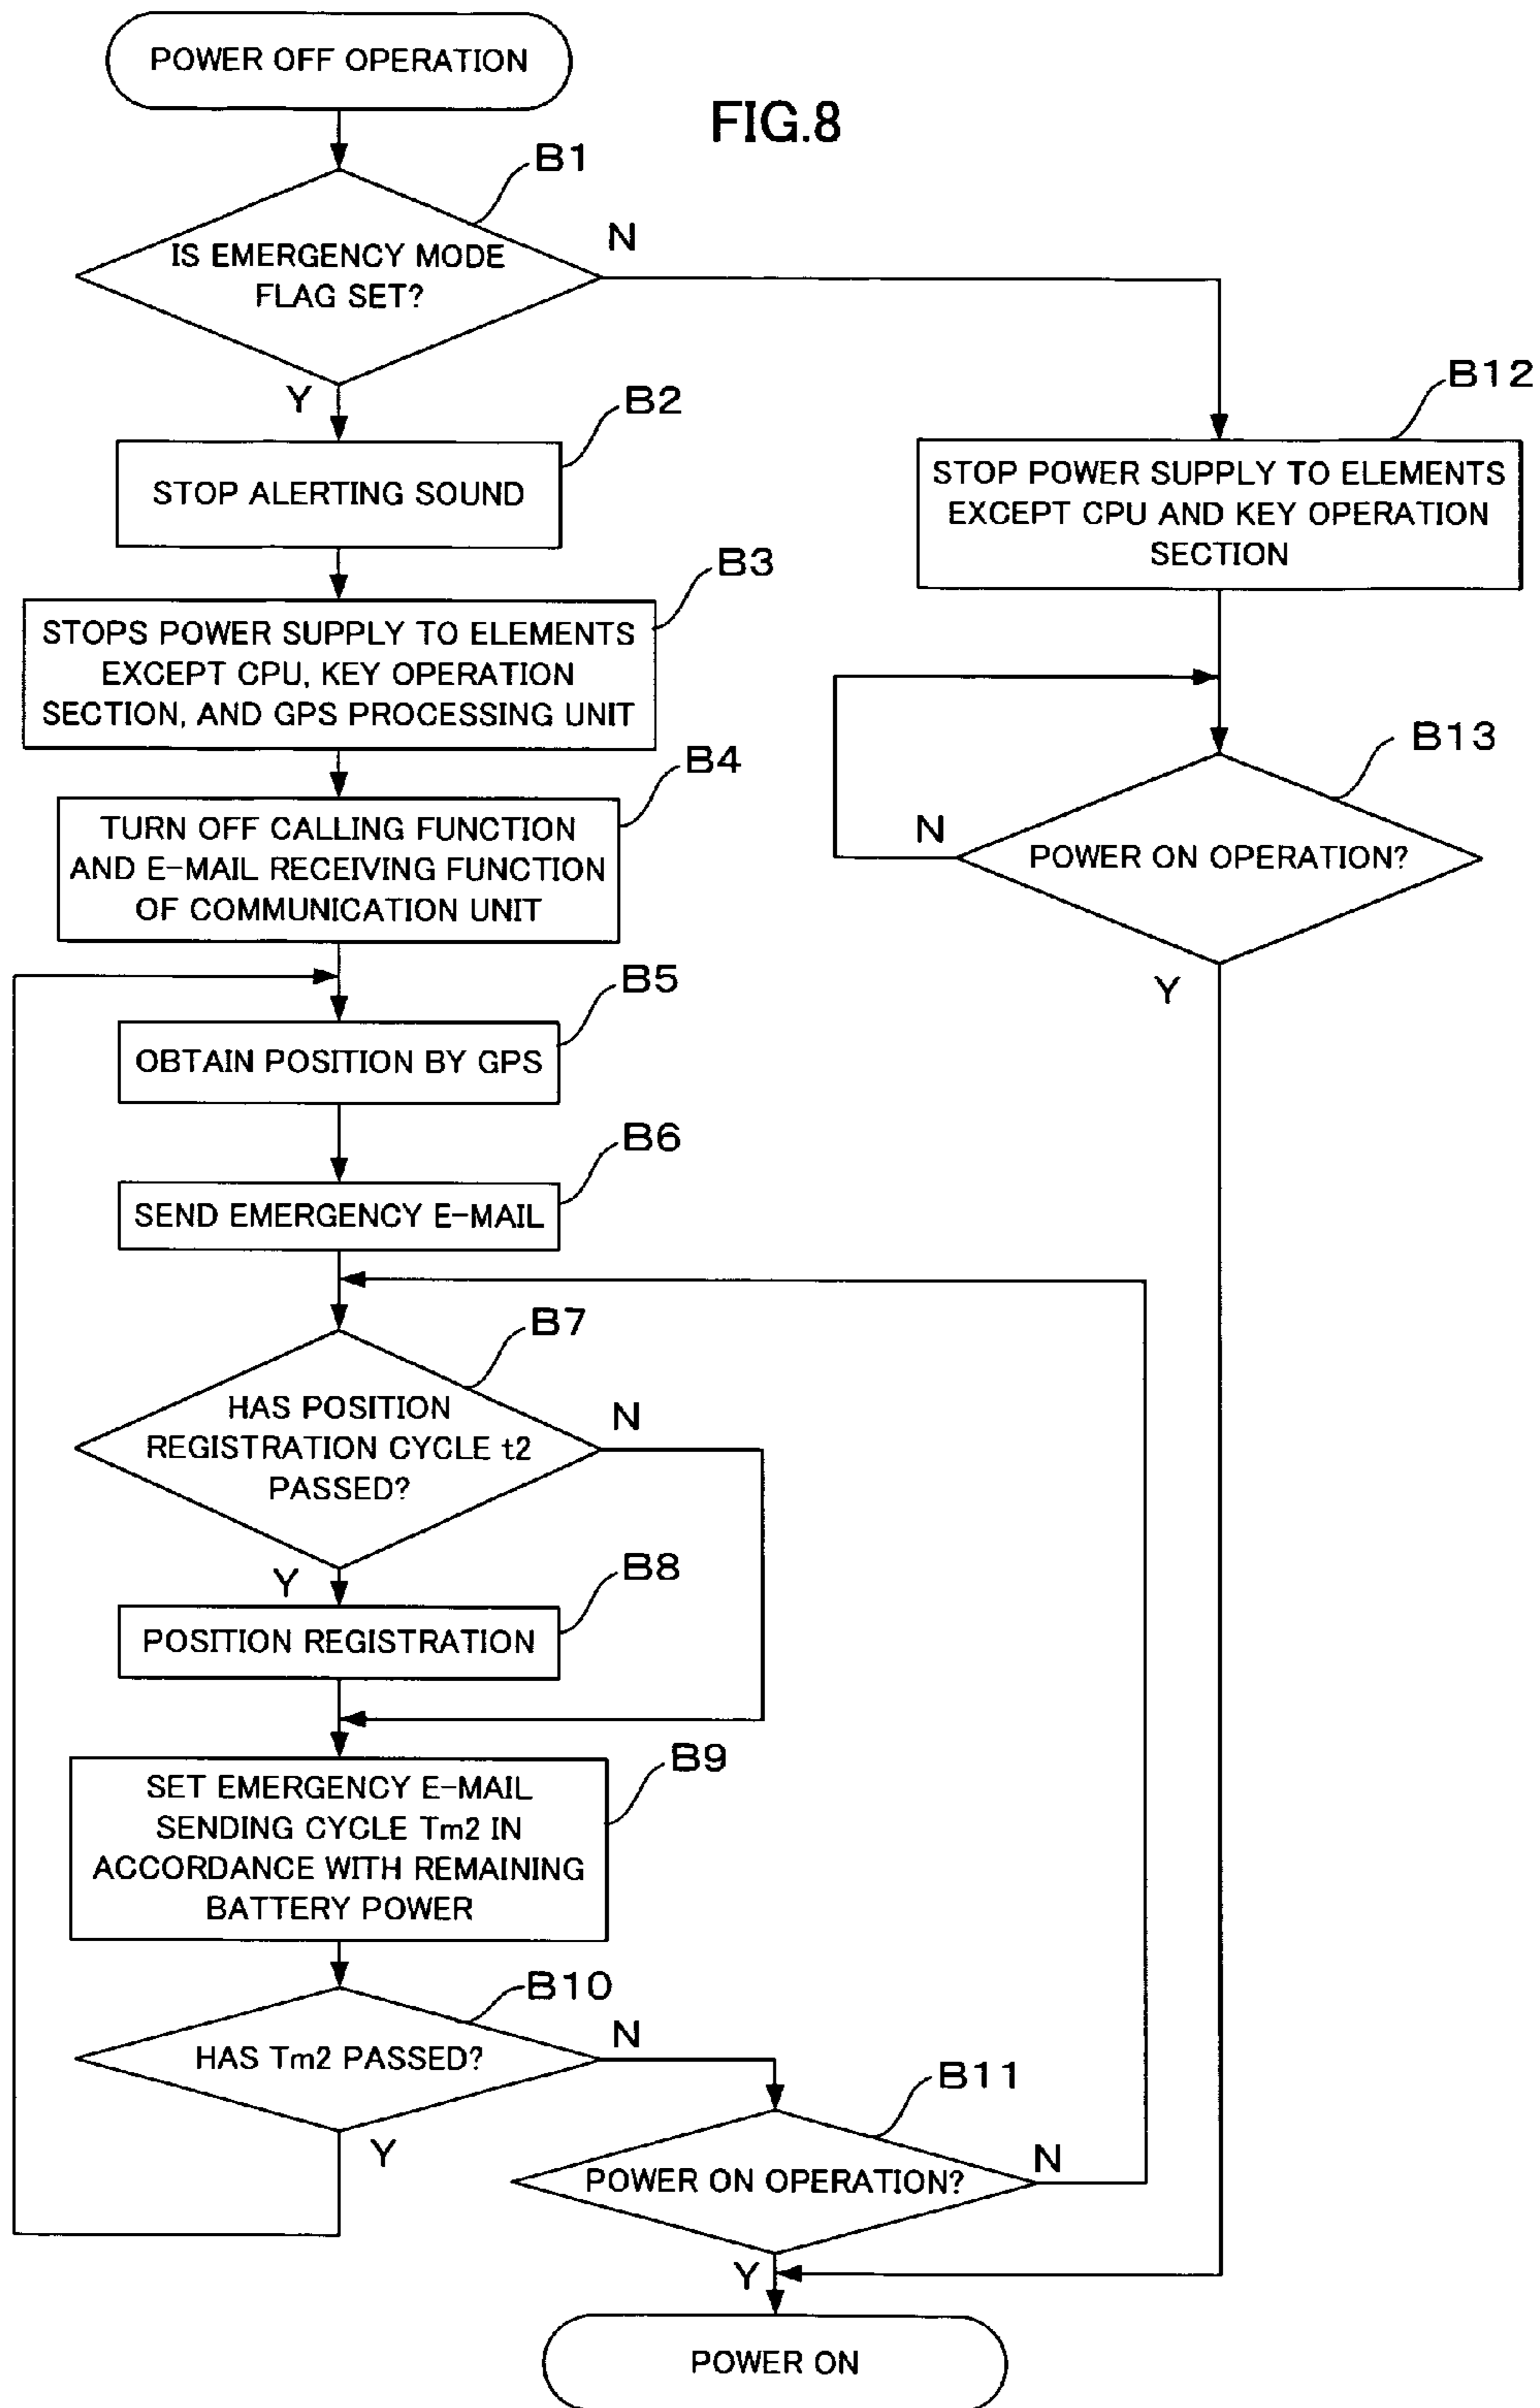 POWER OFF OPERATION
FIG.8
B1
IS EMERGENCY MODE
FLAG SET?
N
Y
B2
STOP ALERTING SOUND
B3
STOPS POWER SUPPLY TO ELEMENTS
EXCEPT CPU, KEY OPERATION
SECTION, AND GPS PROCESSING UNIT
B4
TURN OFF CALLING FUNCTION
AND E-MAIL RECEIVING FUNCTION
OF COMMUNICATION UNIT
B5
OBTAIN POSITION BY GPS
B6
SEND EMERGENCY E-MAIL
B7
HAS POSITION
REGISTRATION CYCLE t2
PASSED?
N
Y
B8
POSITION REGISTRATION
B9
SET EMERGENCY E-MAIL
SENDING CYCLE Tm2 IN
ACCORDANCE WITH REMAINING
BATTERY POWER
B10
HAS Tm2 PASSED?
N
Y
B11
POWER ON OPERATION?
N
Y
B12
STOP POWER SUPPLY TO ELEMENTS
EXCEPT CPU AND KEY OPERATION
SECTION
B13
POWER ON OPERATION?
N
Y
POWER ON